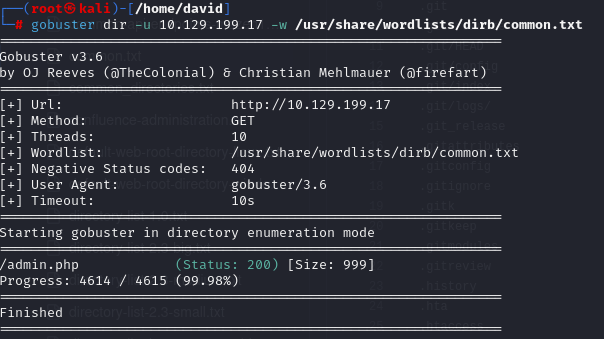 ┌──(root㉿kali)-[/home/david]
└─# gobuster dir -u 10.129.199.17 -w /usr/share/wordlists/dirb/common.txt
===============================================================
Gobuster v3.6
by OJ Reeves (@TheColonial) & Christian Mehlmauer (@firefart)
===============================================================
[+] Url:                     http://10.129.199.17
[+] Method:                  GET
[+] Threads:                 10
[+] Wordlist:                /usr/share/wordlists/dirb/common.txt
[+] Negative Status codes:   404
[+] User Agent:              gobuster/3.6
[+] Timeout:                 10s
===============================================================
Starting gobuster in directory enumeration mode
===============================================================
/admin.php            (Status: 200) [Size: 999]
Progress: 4614 / 4615 (99.98%)
===============================================================
Finished
===============================================================